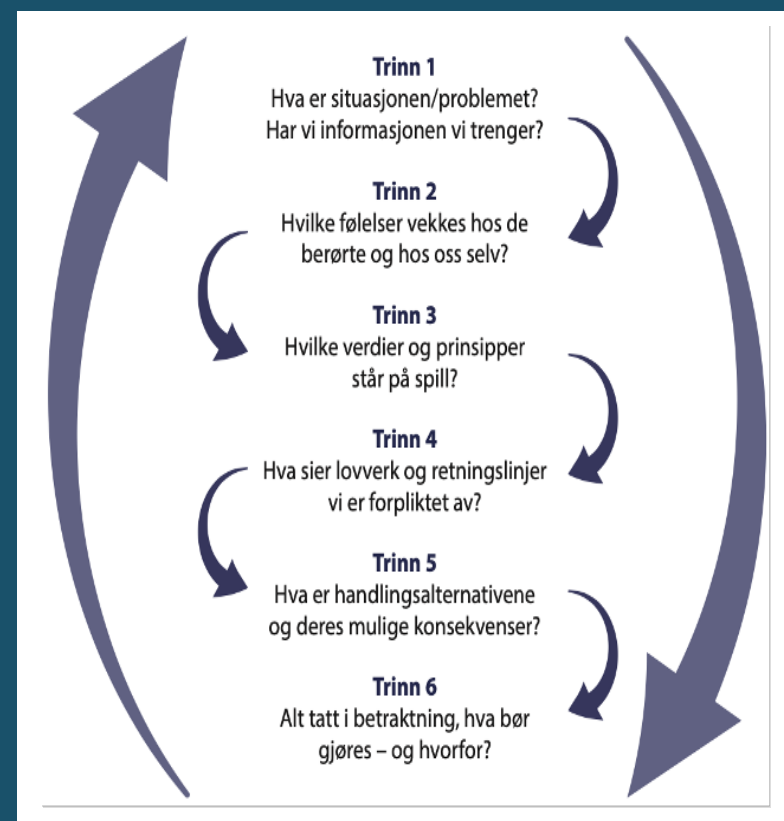 Trinn 1
Hva er situasjonen/problemet?
Har vi informasjonen vi trenger?
Trinn 2
Hvilke følelser vekkes hos de
berørte og hos oss selv?
Trinn 3
Hvilke verdier og prinsipper
står på spill?
Trinn 4
Hva sier lovverk og retningslinjer
vi er forpliktet av?
Trinn 5
Hva er handlingsalternativene
og deres mulige konsekvenser?
Trinn 6
Alt tatt i betraktning, hva bør
gjøres – og hvorfor?